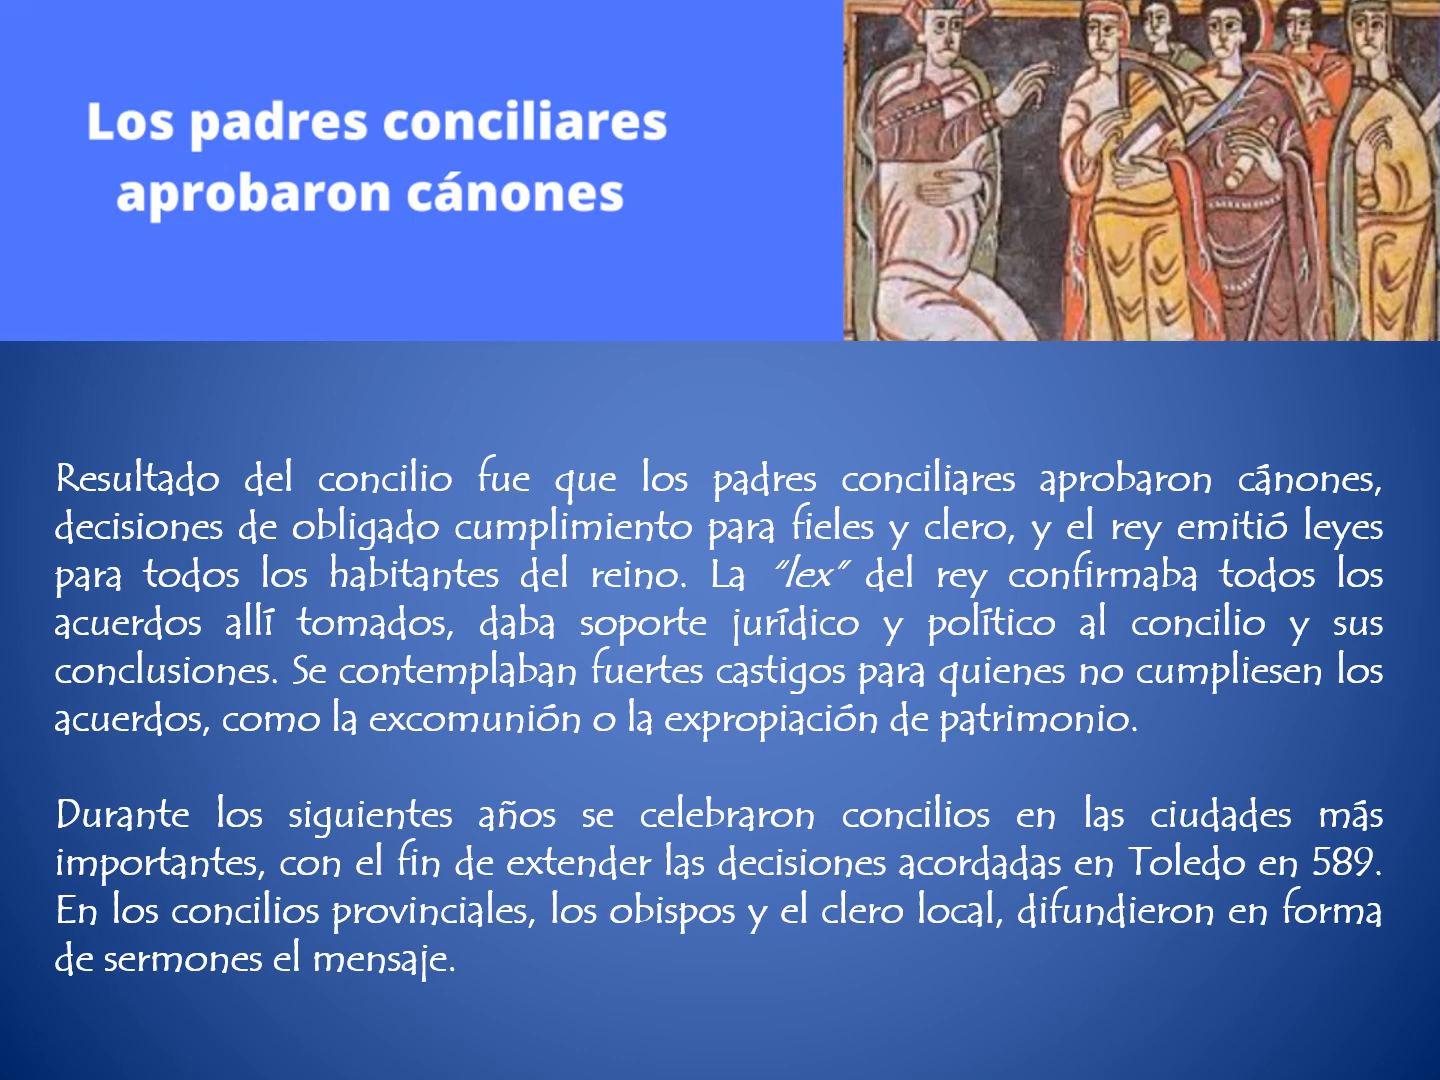 Los padres conciliares
aprobaron cánones
Resultado del concilio fue que los padres conciliares aprobaron cánones,
decisiones de obligado cumplimiento para fieles y clero, y el rey emitió leyes
para todos los habitantes del reino. La "lex" del rey confirmaba todos los
acuerdos allí tomados, daba soporte jurídico y político al concilio y sus
conclusiones. Se contemplaban fuertes castigos para quienes no cumpliesen los
acuerdos, como la excomunión o la expropiación de patrimonio.
Durante los siguientes años se celebraron concilios en las ciudades más
importantes, con el fin de extender las decisiones acordadas en Toledo en 589.
En los concilios provinciales, los obispos y el clero local, difundieron en forma
de sermones el mensaje.